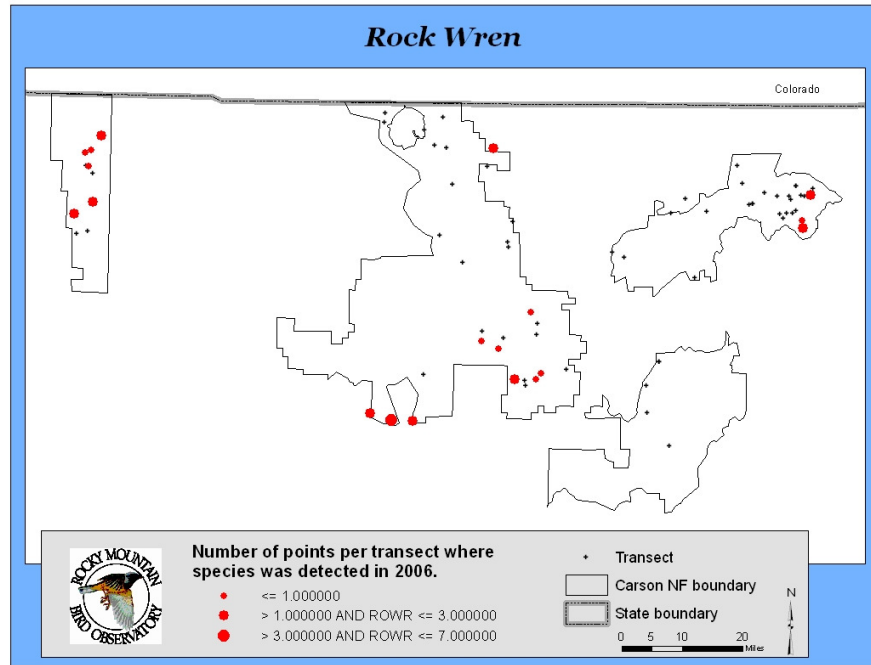 Rock Wren
Colorado
ROCKY MOUNTAIN
BIRD OBSERVATORY
Number of points per transect where
species was detected in 2006.
<= 1.000000
> 1.000000 AND ROWR <= 3.000000
> 3.000000 AND ROWR <= 7.000000
Transect
Carson NF boundary
State boundary
0 5 10 20
Miles
N